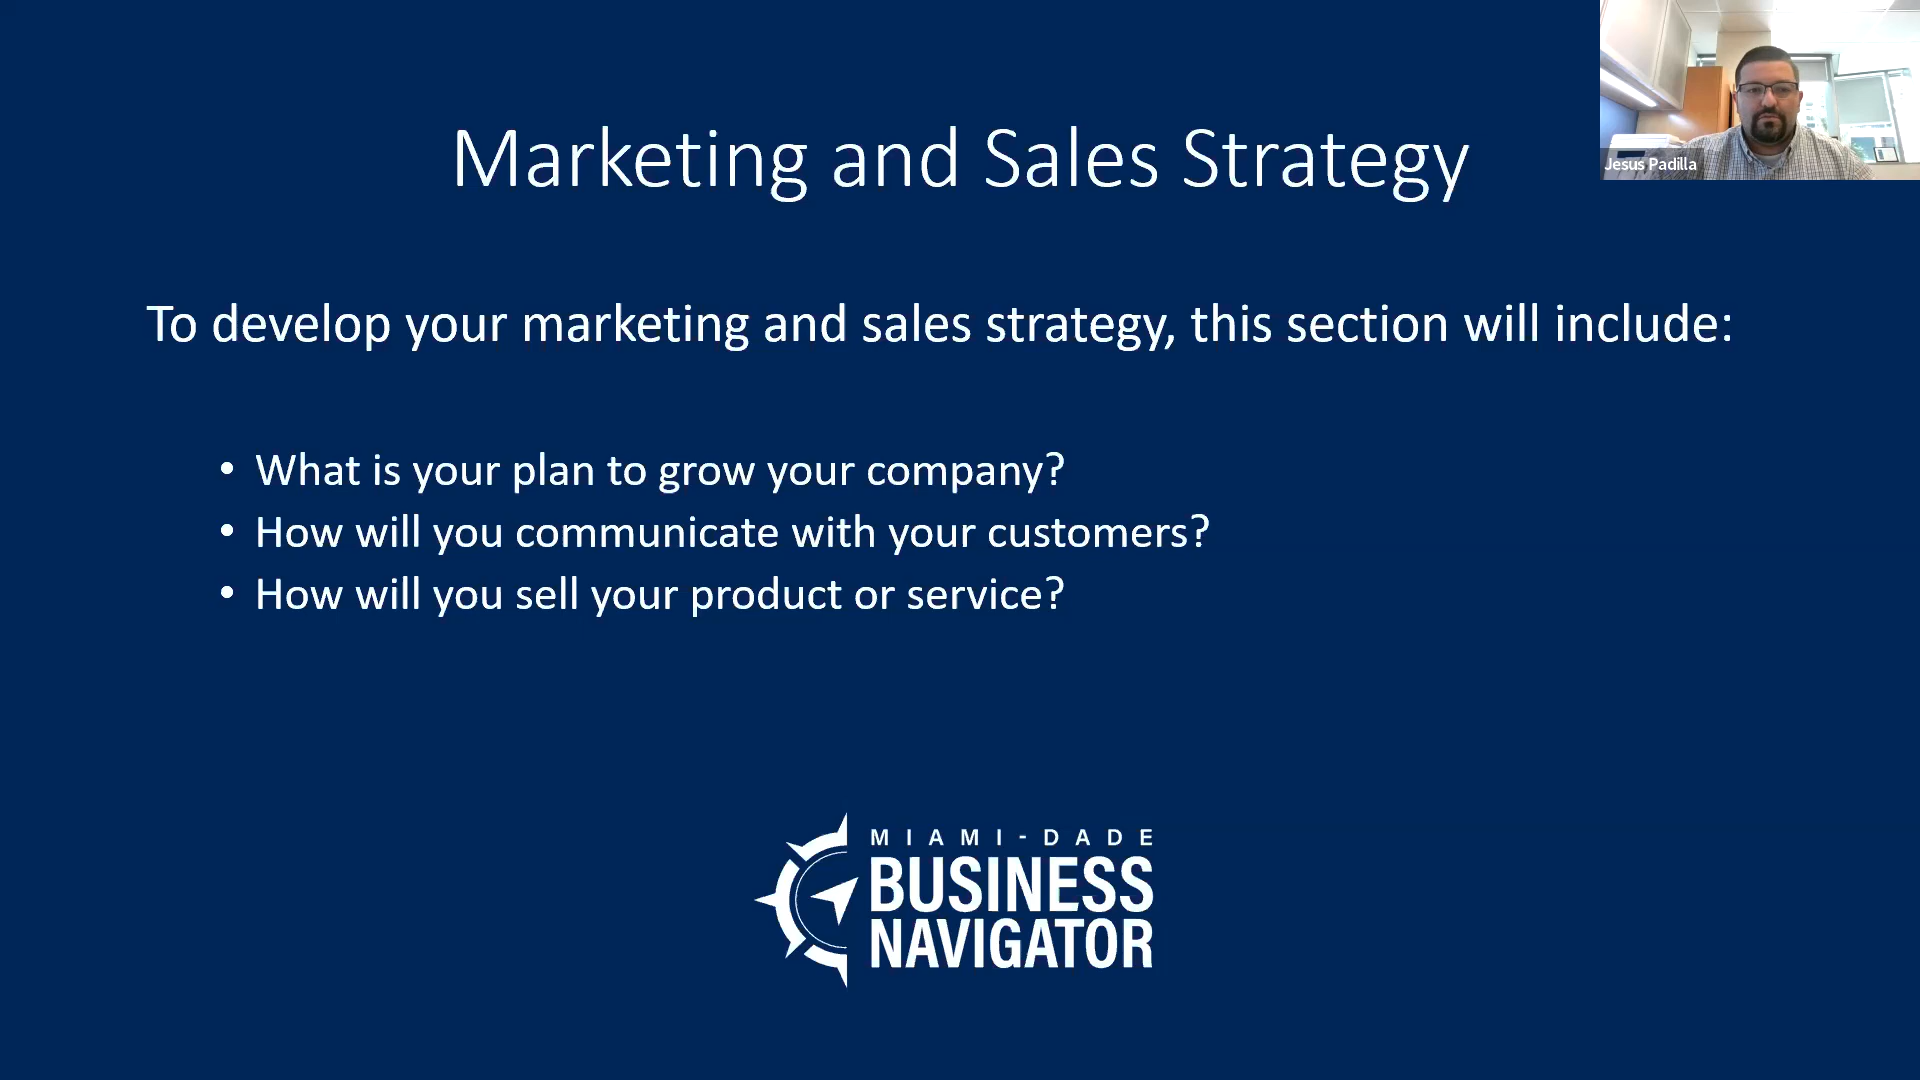 Marketing and Sales Strategy
Jesus Padilla
To develop your marketing and sales strategy, this section will include:
• What is your plan to grow your company?
• How will you communicate with your customers?
• How will you sell your product or service?
MIAMI-DADE
BUSINESS
NAVIGATOR